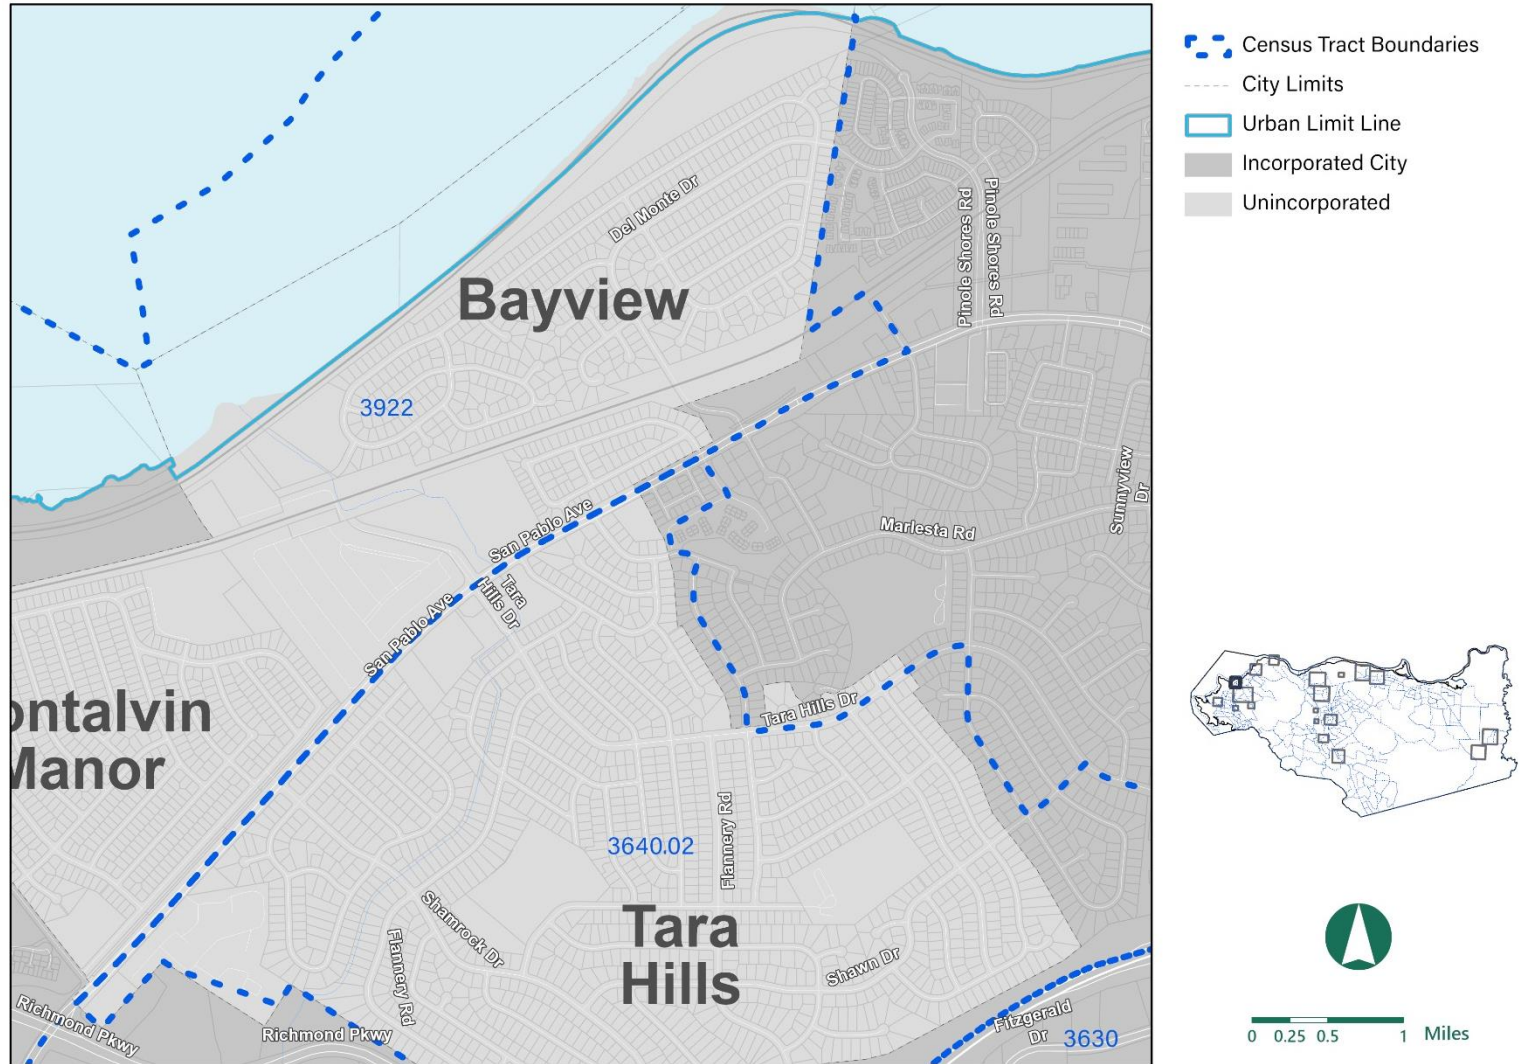 Census Tract Boundaries
City Limits
Urban Limit Line
Incorporated City
Unincorporated
Del Monte Dr
Pinole Shores Rd
Pinole Shores Rd
Bayview
3922
Sunnyview
Dr
San Pablo Ave
Marlesta Rd
Tara
Hills Dr
San Pablo Ave
ontalvin
Manor
Tara Hills Dr
3640.02
Flannery Rd
Shamrock Dr
Tara
Hills
Flannery Rd
Shawn Dr
Richmond Pkwy
Richmond Pkwy
Fitzgerald
Dr
3630
0 0.25 0.5 1 Miles